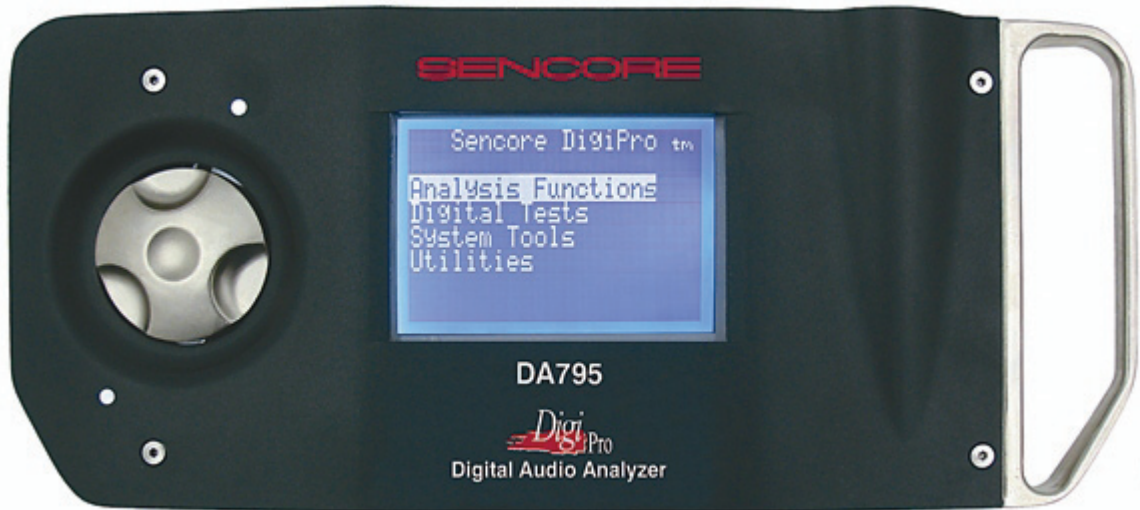 SENCORE
Sencore DigiPro tm
Analysis Functions
Digital Tests
System Tools
Utilities
DA795
Digi Pro
Digital Audio Analyzer